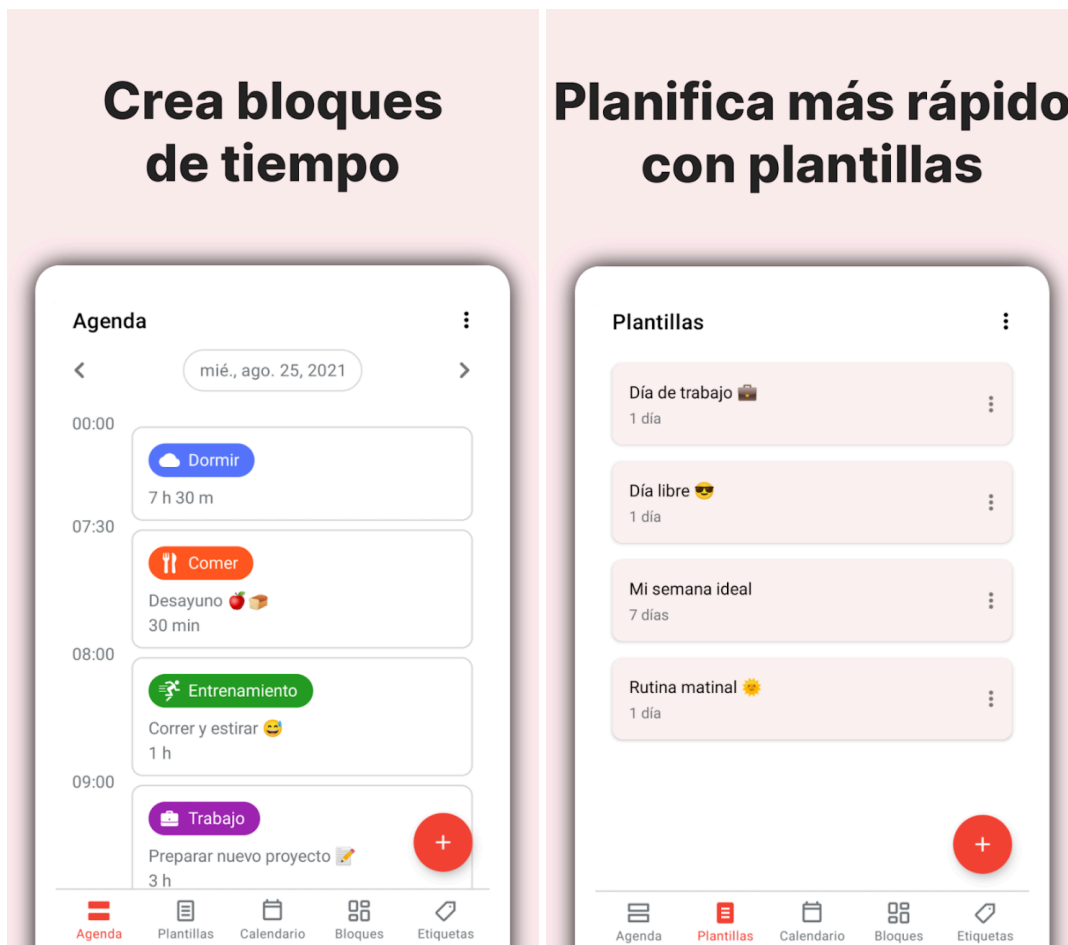 Crea bloques
de tiempo
Agenda
mié., ago. 25, 2021
00:00
Dormir
7 h 30 m
07:30
Comer
Desayuno 🍎🍞
30 min
08:00
Entrenamiento
Correr y estirar 😅
1 h
09:00
Trabajo
Preparar nuevo proyecto 📝
3 h
+
Agenda Plantillas Calendario Bloques Etiquetas
Planifica más rápido
con plantillas
Plantillas
Día de trabajo 💼
1 día
Día libre 😎
1 día
Mi semana ideal
7 días
Rutina matinal 🌞
1 día
+
Agenda Plantillas Calendario Bloques Etiquetas